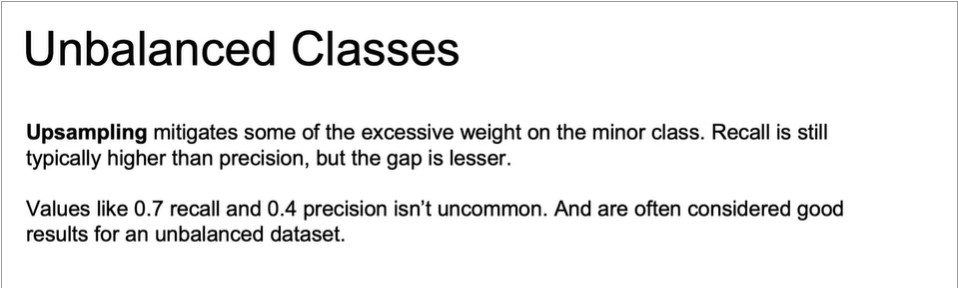 Unbalanced Classes
Upsampling mitigates some of the excessive weight on the minor class. Recall is still
typically higher than precision, but the gap is lesser.
Values like 0.7 recall and 0.4 precision isn’t uncommon. And are often considered good
results for an unbalanced dataset.